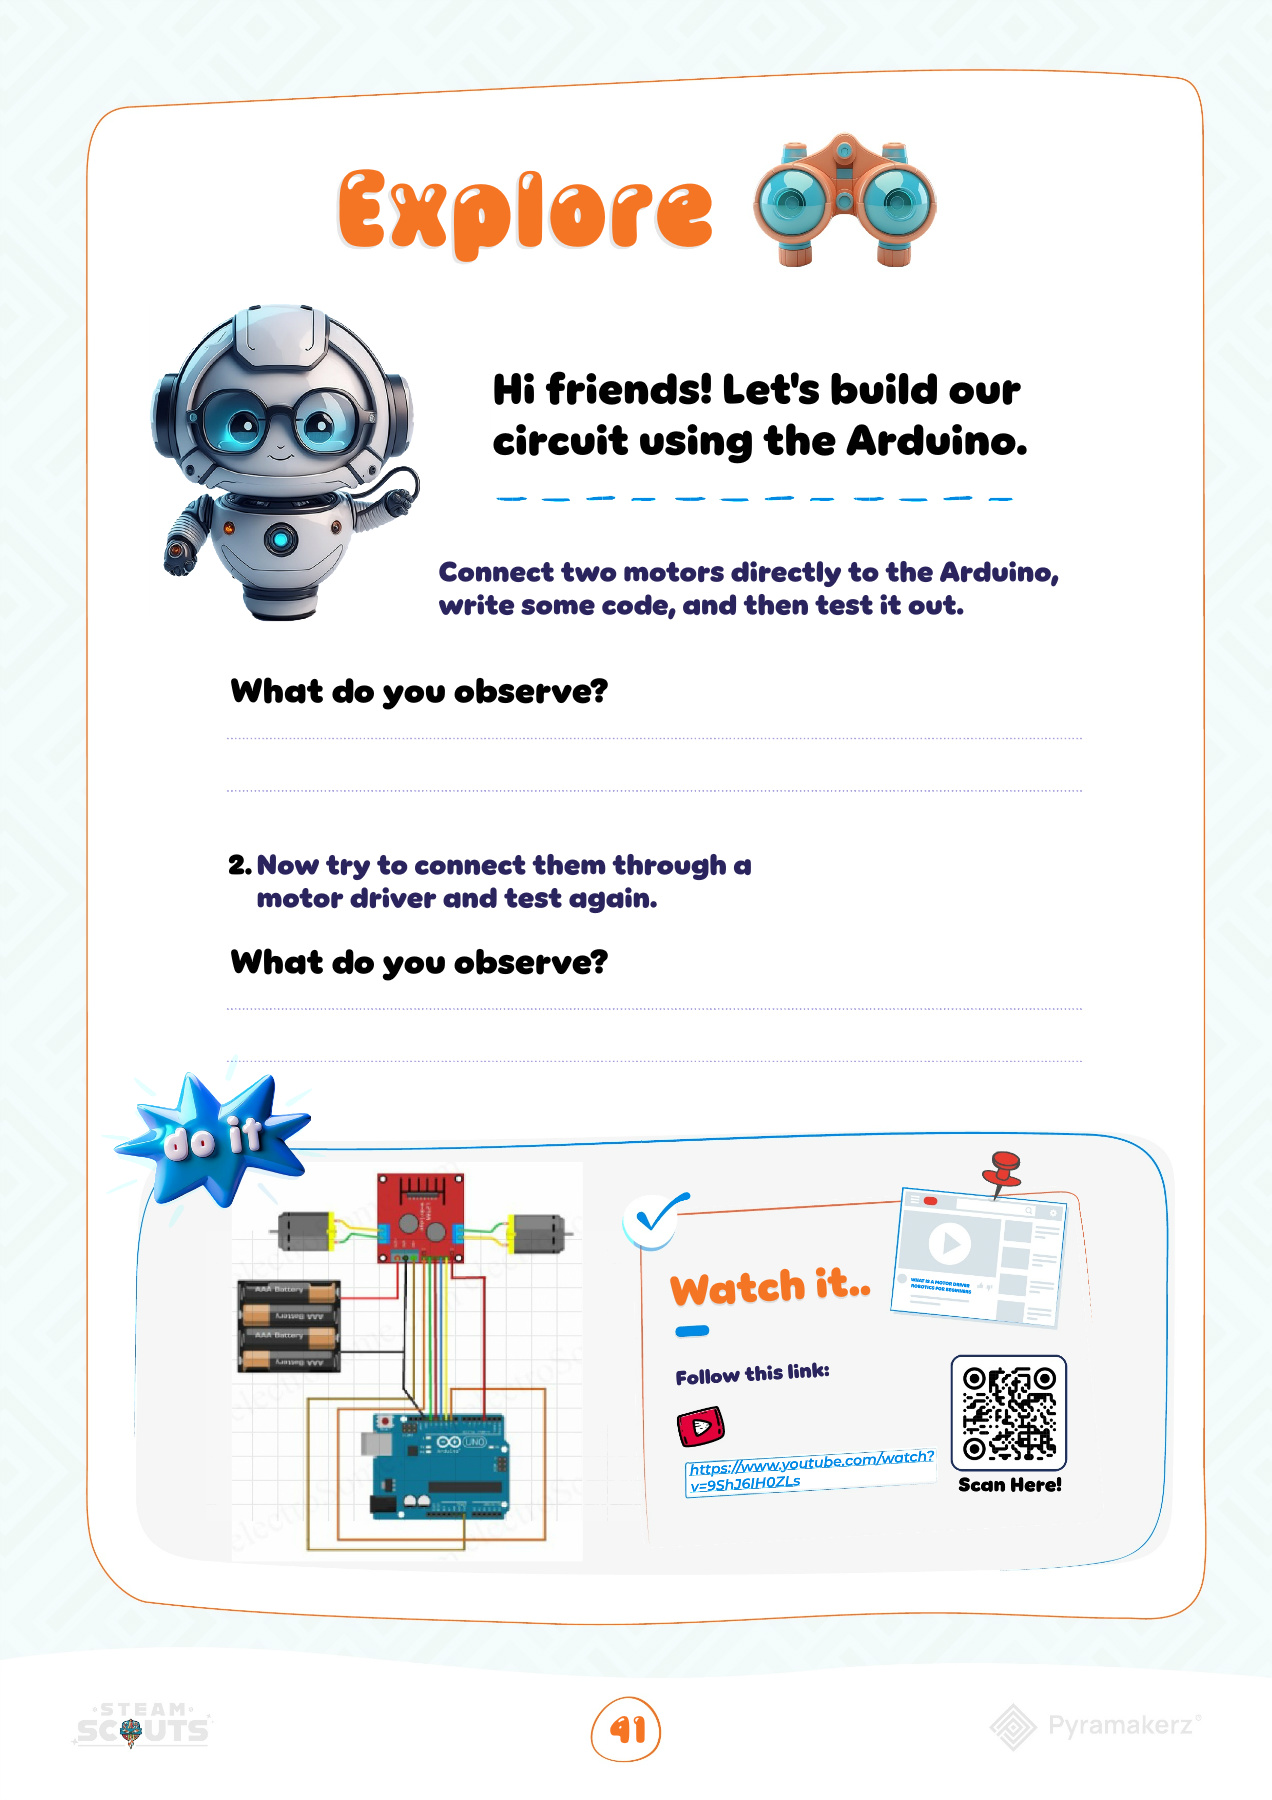 Explore
Hi friends! Let's build our
circuit using the Arduino.
Connect two motors directly to the Arduino,
write some code, and then test it out.
What do you observe?
2. Now try to connect them through a
motor driver and test again.
What do you observe?
do it
AAA Battery
AAA Battery
AAA Battery
AAA Battery
UNO
WHAT IS A MOTOR DRIVER
ROBOTICS FOR BEGINNERS
Watch it..
Follow this link:
https://www.youtube.com/watch?
v=9ShJ6IH0ZLs
Scan Here!
STEAM
SCOUTS
41
Pyramakerz